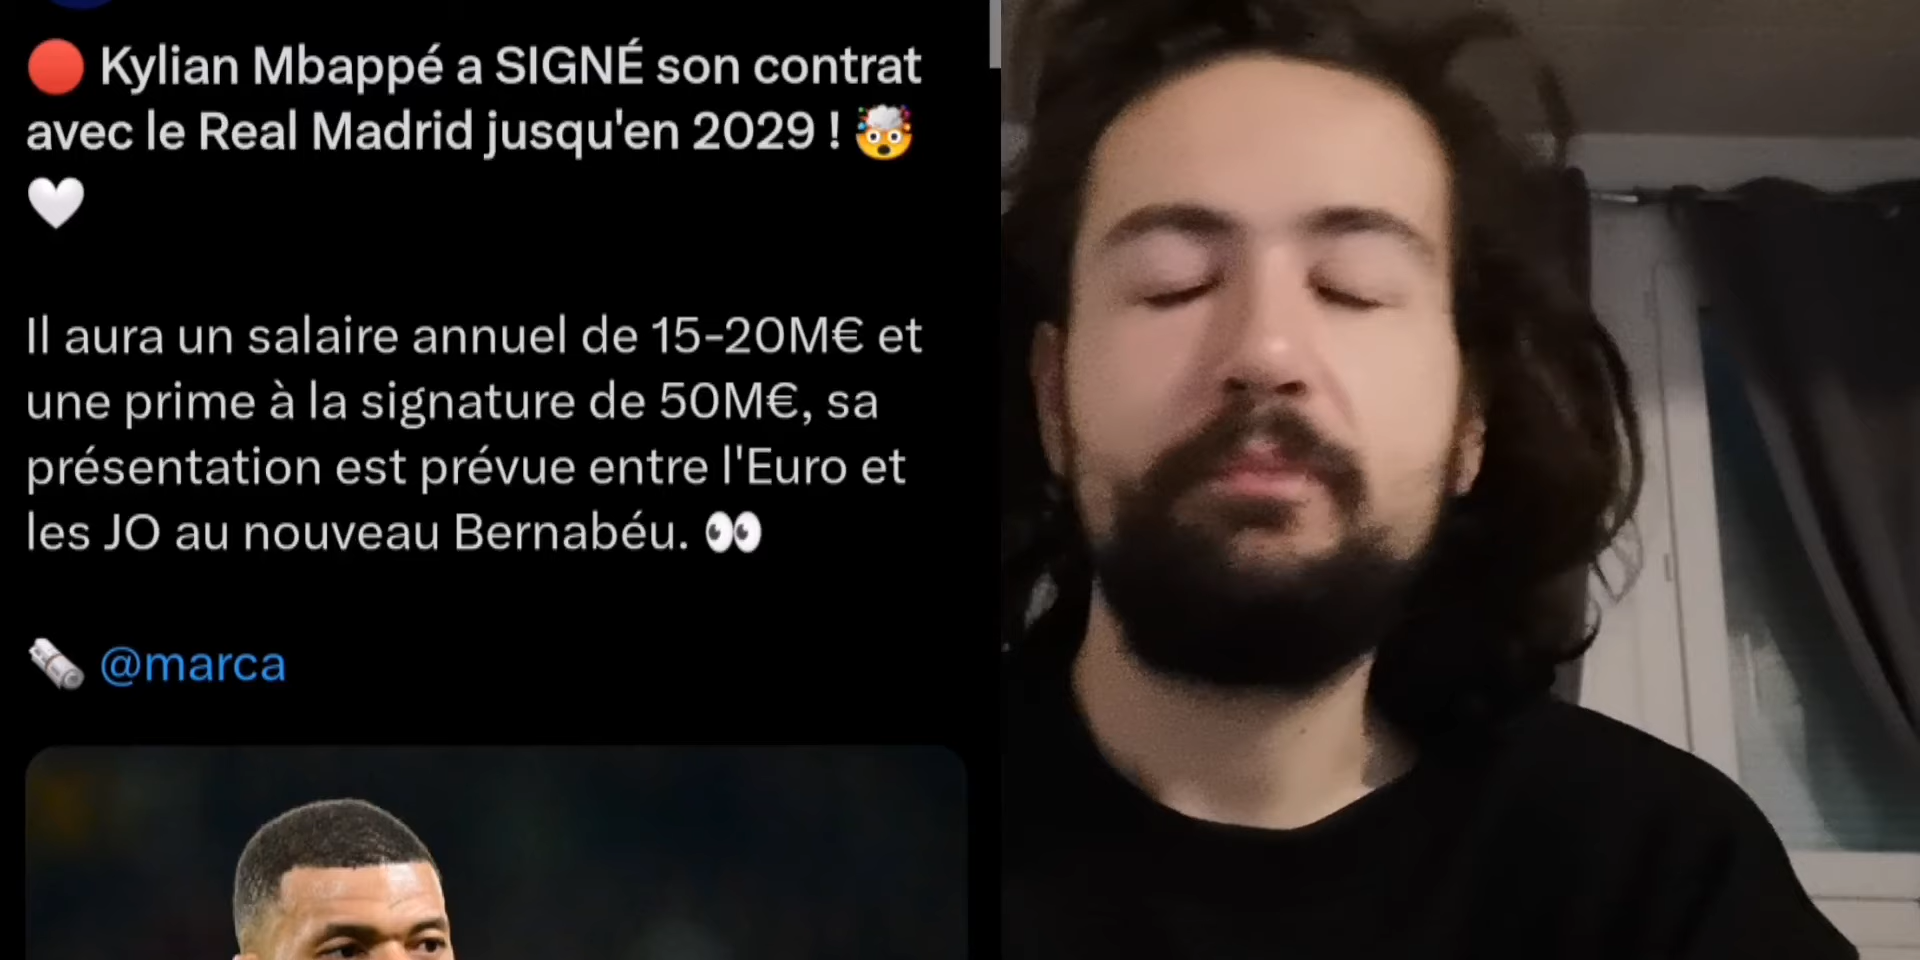 🔴 Kylian Mbappé a SIGNÉ son contrat
avec le Real Madrid jusqu'en 2029 ! 🤯
🤍
Il aura un salaire annuel de 15-20M€ et
une prime à la signature de 50M€, sa
présentation est prévue entre l'Euro et
les JO au nouveau Bernabéu. 👀
🗞️ @marca